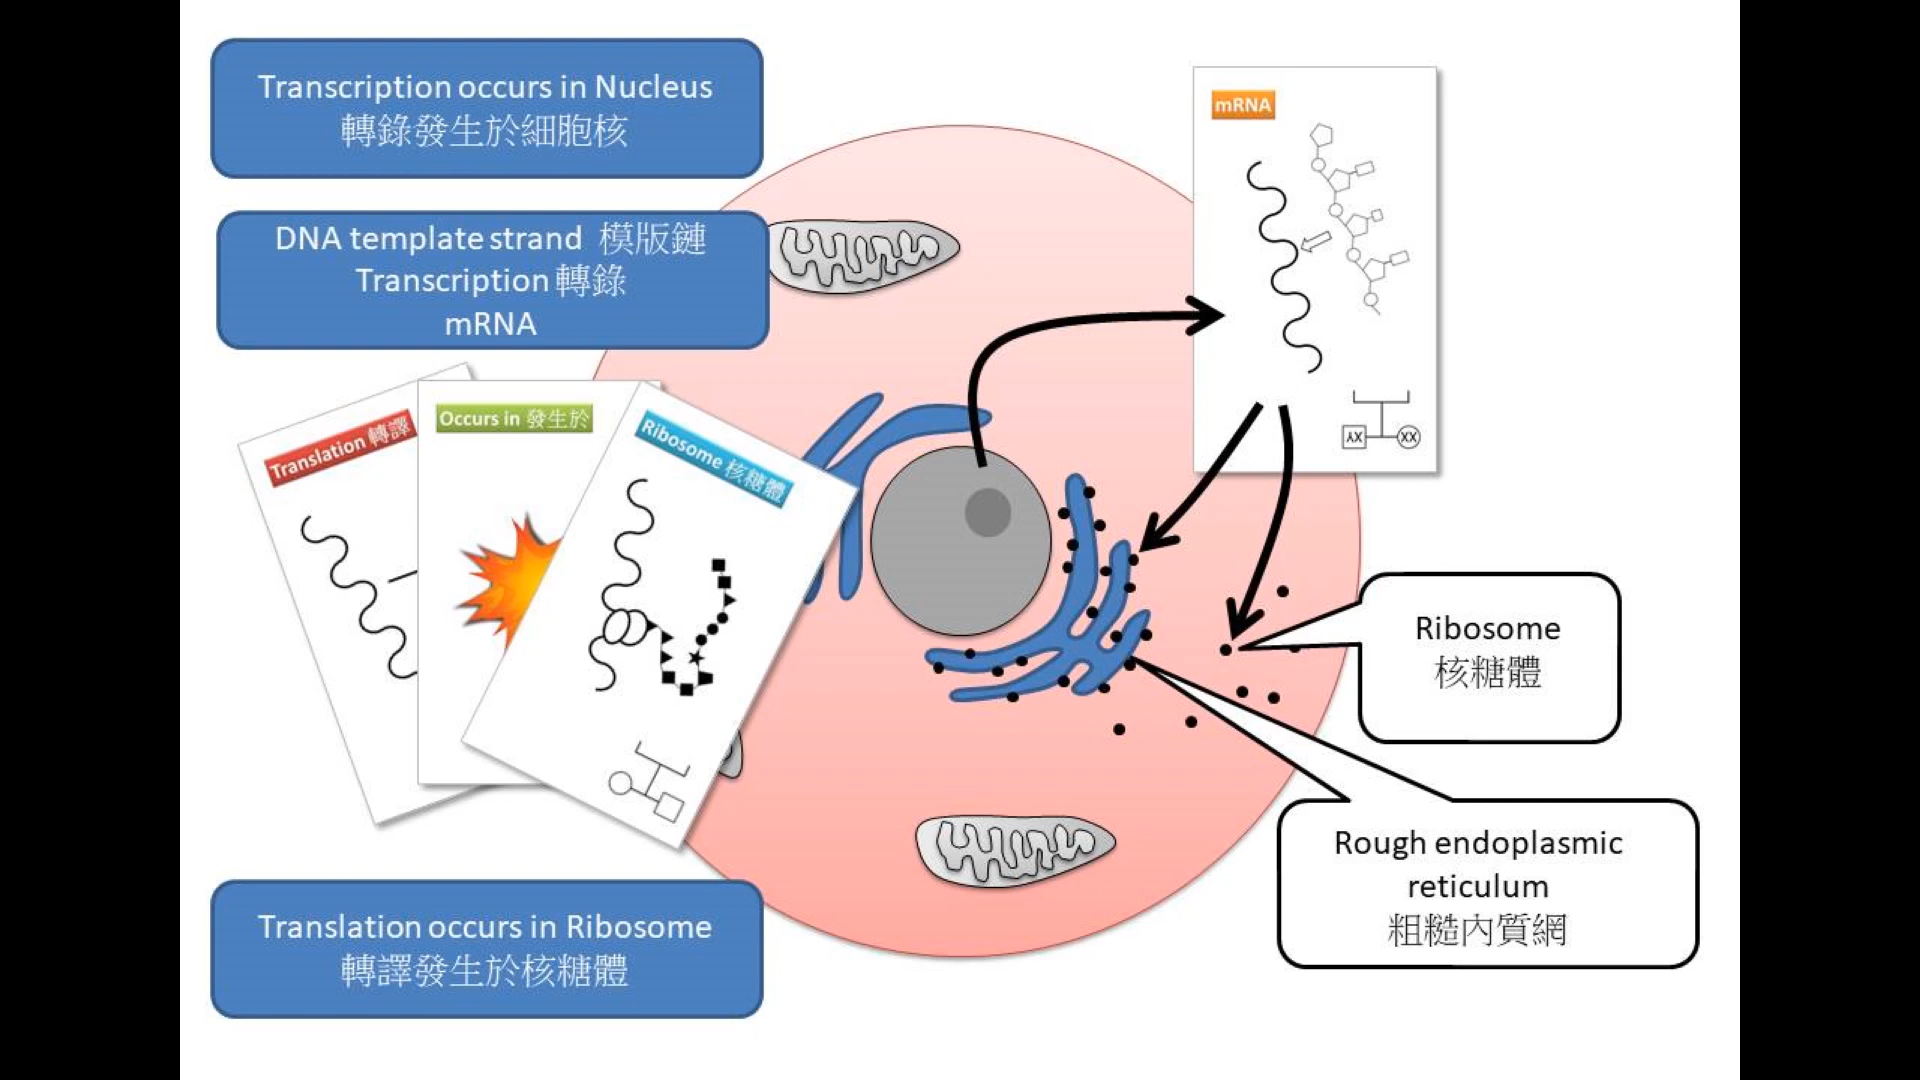 Transcription occurs in Nucleus
轉錄發生於細胞核
DNA template strand 模版鏈
Transcription 轉錄
mRNA
mRNA
XY
XX
Translation 轉譯
Occurs in 發生於
Ribosome 核糖體
Ribosome
核糖體
Rough endoplasmic
reticulum
粗糙內質網
Translation occurs in Ribosome
轉譯發生於核糖體